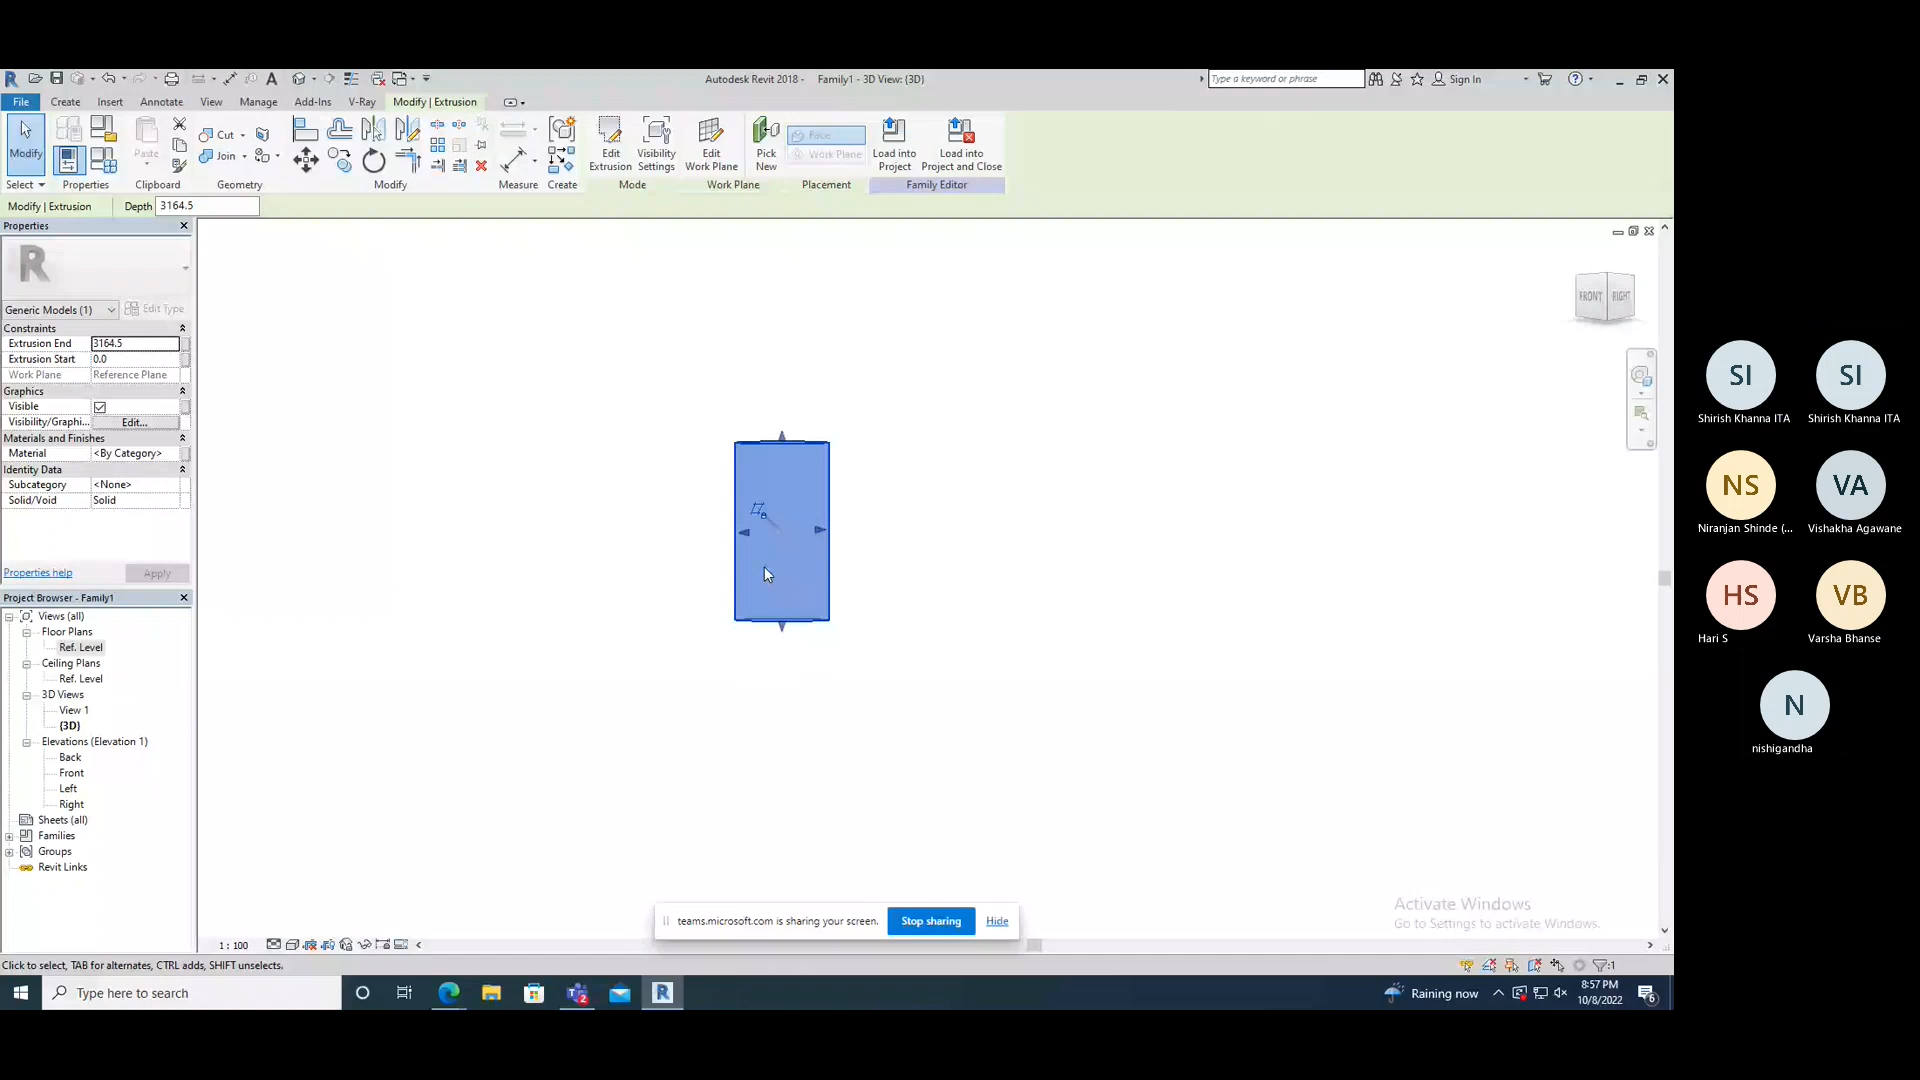 Autodesk Revit 2018 - Family1 - 3D View: {3D}
Type a keyword or phrase
Sign In
File Create Insert Annotate View Manage Add-Ins V-Ray Modify | Extrusion
Modify
Paste
Cut
Join
Edit Extrusion
Visibility Settings
Edit Work Plane
Pick New
Face
Work Plane
Load into Project
Load into Project and Close
Select Properties Clipboard Geometry Modify Measure Create Mode Work Plane Placement Family Editor
Modify | Extrusion Depth 3164.5
Properties
Generic Models (1) Edit Type
Constraints
Extrusion End 3164.5
Extrusion Start 0.0
Work Plane Reference Plane
Graphics
Visible
Visibility/Graphi... Edit...
Materials and Finishes
Material <By Category>
Identity Data
Subcategory <None>
Solid/Void Solid
Properties help Apply
Project Browser - Family1
Views (all)
Floor Plans
Ref. Level
Ceiling Plans
Ref. Level
3D Views
View 1
{3D}
Elevations (Elevation 1)
Back
Front
Left
Right
Sheets (all)
Families
Groups
Revit Links
FRONT RIGHT
teams.microsoft.com is sharing your screen. Stop sharing Hide
Activate Windows
Go to Settings to activate Windows.
1 : 100
Click to select, TAB for alternates, CTRL adds, SHIFT unselects.
:1
Type here to search
2
Raining now
8:57 PM
10/8/2022
6
SI
Shirish Khanna ITA
SI
Shirish Khanna ITA
NS
Niranjan Shinde (...
VA
Vishakha Agawane
HS
Hari S
VB
Varsha Bhanse
N
nishigandha